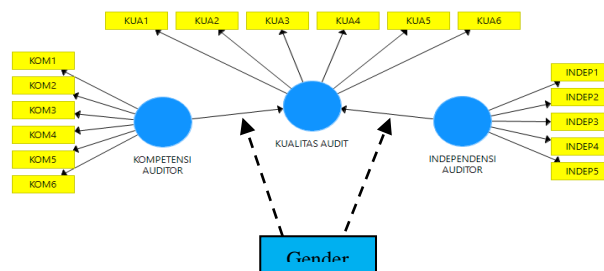 KUA1
KUA2
KUA3
KUA4
KUA5
KUA6
KOM1
KOM2
KOM3
KOM4
KOM5
KOM6
INDEP1
INDEP2
INDEP3
INDEP4
INDEP5
KOMPETENSI
AUDITOR
KUALITAS AUDIT
INDEPENDENSI
AUDITOR
Gender